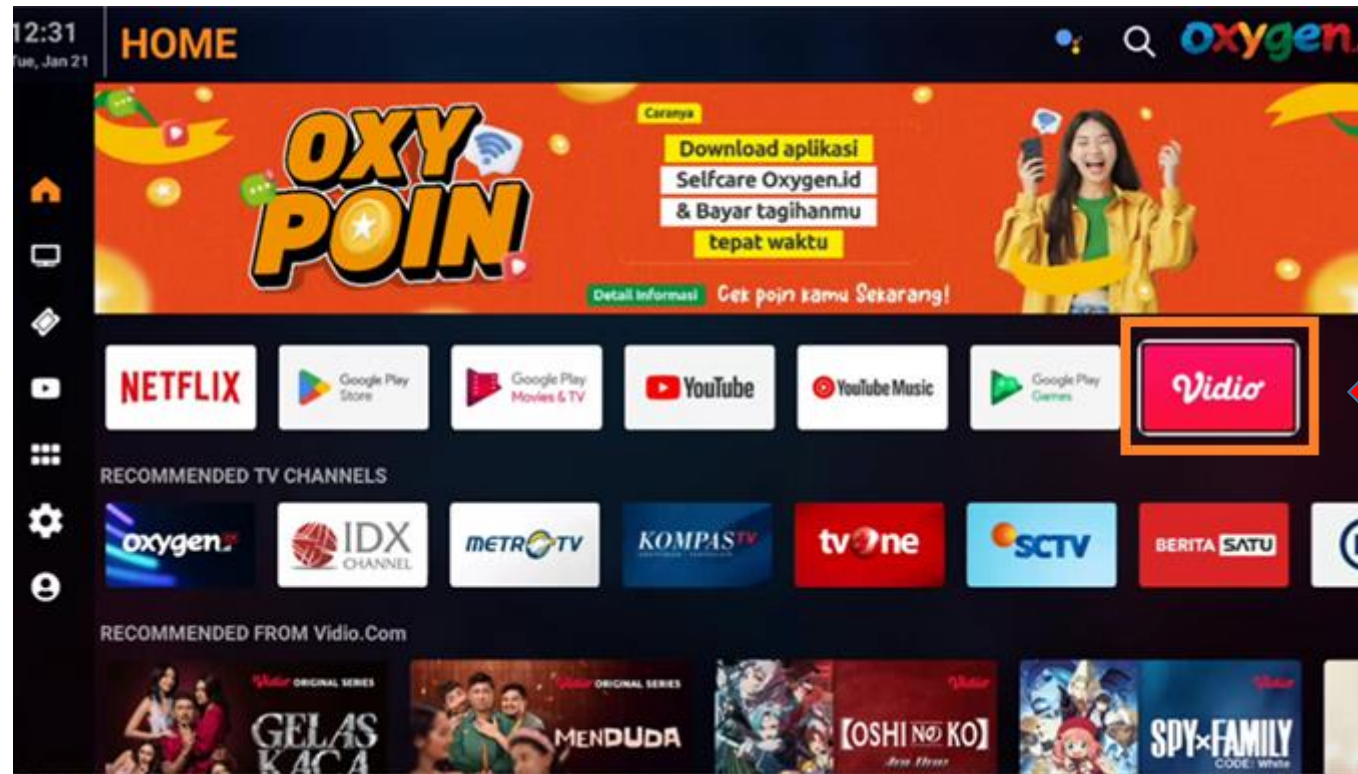 12:31
Tue, Jan 21
HOME
oxygen.
OXY
POIN
Caranya
Download aplikasi
Selfcare Oxygen.id
& Bayar tagihanmu
tepat waktu
Detail Informasi
Cek poin kamu Sekarang!
NETFLIX
Google Play
Store
Google Play
Movies & TV
YouTube
YouTube Music
Google Play
Games
Vidio
RECOMMENDED TV CHANNELS
oxygen.
IDX
CHANNEL
METRO TV
KOMPASTV
tvOne
SCTV
BERITA SATU
RECOMMENDED FROM Vidio.Com
Vidio ORIGINAL SERIES
GELAS
KACA
Vidio ORIGINAL SERIES
MENDUDA
Vidio
【OSHI NO KO】
Vidio
SPY×FAMILY
CODE: White